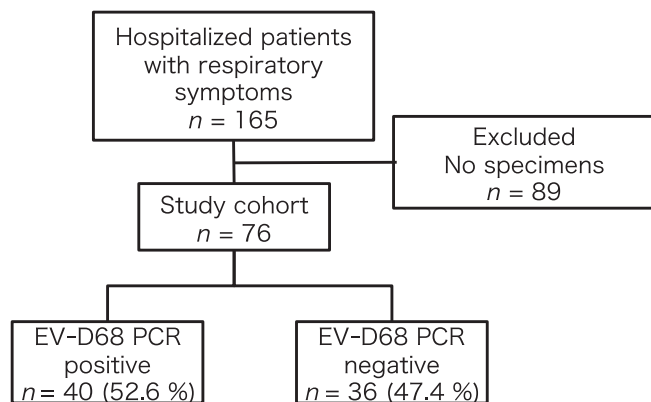 Hospitalized patients
with respiratory
symptoms
n = 165
Excluded
No specimens
n = 89
Study cohort
n = 76
EV-D68 PCR
positive
n = 40 (52.6 %)
EV-D68 PCR
negative
n = 36 (47.4 %)